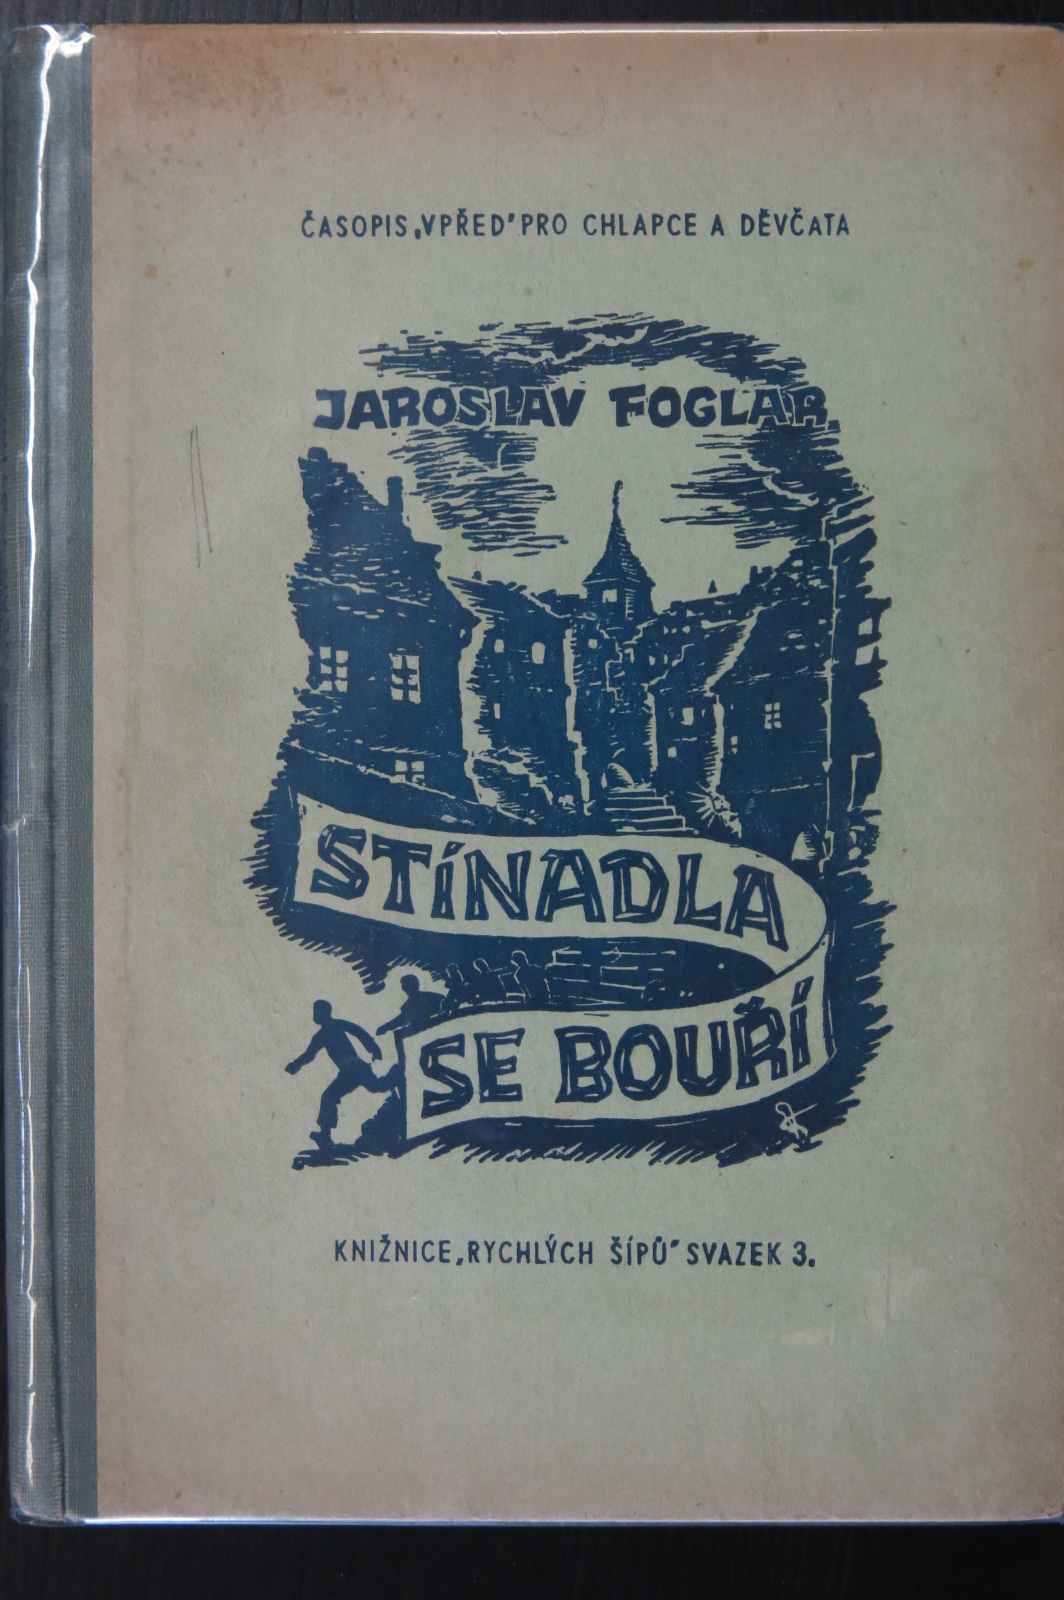 ČASOPIS „VPŘED" PRO CHLAPCE A DĚVČATA
JAROSLAV FOGLAR
STÍNADLA
SE BOUŘÍ
KNIŽNICE „RYCHLÝCH ŠÍPŮ" SVAZEK 3.